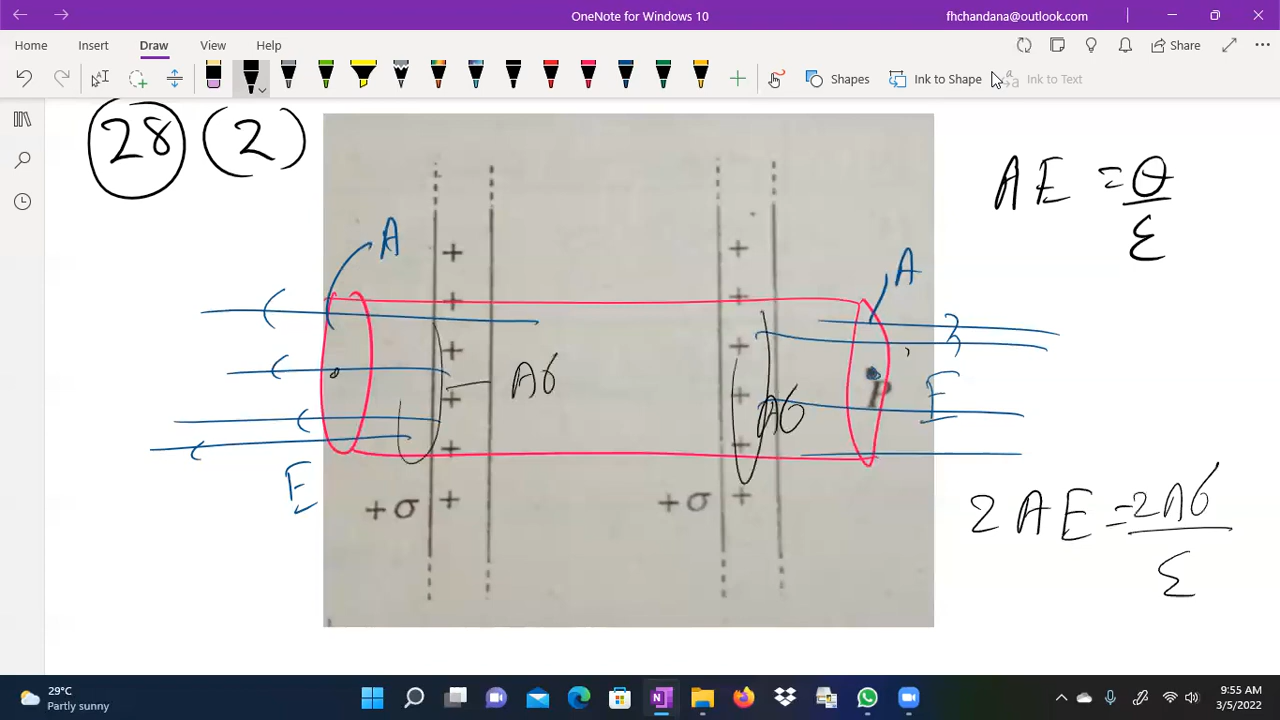 OneNote for Windows 10
fhchandana@outlook.com
Home Insert Draw View Help
Share
Shapes
Ink to Shape
Ink to Text
28 (2)
A
A
AE = Q/ε
+
+
+
+
+
+
+
+
+
+
+
+
Aσ
Aσ
P
E
E
+σ
+σ
2AE = 2Aσ/ε
29°C
Partly sunny
9:55 AM
3/5/2022